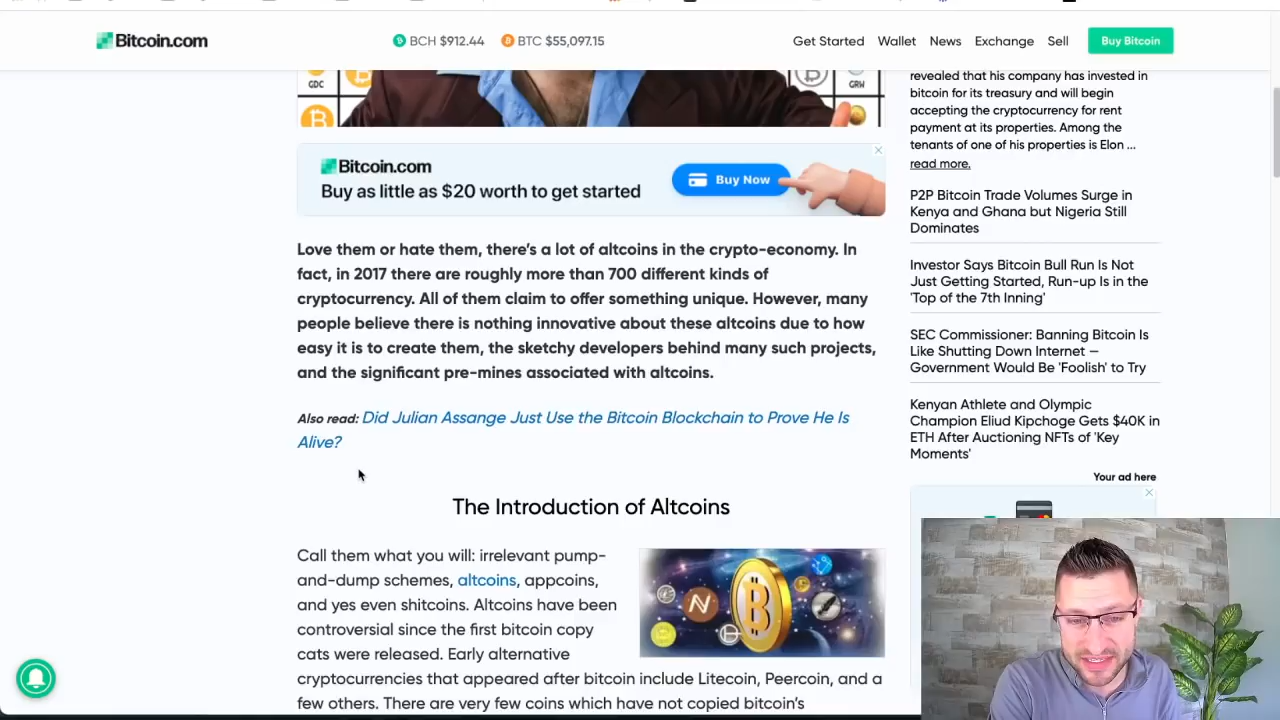 Bitcoin.com
BCH $912.44
BTC $55,097.15
Get Started
Wallet
News
Exchange
Sell
Buy Bitcoin
GDC
GRW
Bitcoin.com
Buy as little as $20 worth to get started
Buy Now
Love them or hate them, there's a lot of altcoins in the crypto-economy. In
fact, in 2017 there are roughly more than 700 different kinds of
cryptocurrency. All of them claim to offer something unique. However, many
people believe there is nothing innovative about these altcoins due to how
easy it is to create them, the sketchy developers behind many such projects,
and the significant pre-mines associated with altcoins.
Also read: Did Julian Assange Just Use the Bitcoin Blockchain to Prove He Is
Alive?
The Introduction of Altcoins
Call them what you will: irrelevant pump-
and-dump schemes, altcoins, appcoins,
and yes even shitcoins. Altcoins have been
controversial since the first bitcoin copy
cats were released. Early alternative
cryptocurrencies that appeared after bitcoin include Litecoin, Peercoin, and a
few others. There are very few coins which have not copied bitcoin's
revealed that his company has invested in
bitcoin for its treasury and will begin
accepting the cryptocurrency for rent
payment at its properties. Among the
tenants of one of his properties is Elon ...
read more.
P2P Bitcoin Trade Volumes Surge in
Kenya and Ghana but Nigeria Still
Dominates
Investor Says Bitcoin Bull Run Is Not
Just Getting Started, Run-up Is in the
'Top of the 7th Inning'
SEC Commissioner: Banning Bitcoin Is
Like Shutting Down Internet —
Government Would Be 'Foolish' to Try
Kenyan Athlete and Olympic
Champion Eliud Kipchoge Gets $40K in
ETH After Auctioning NFTs of 'Key
Moments'
Your ad here